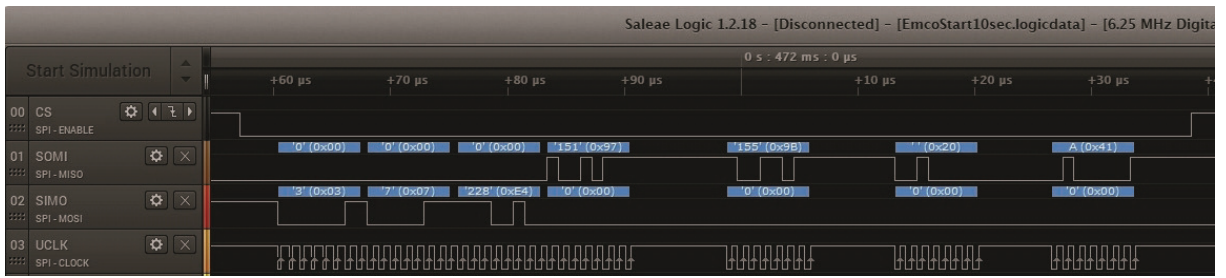 Saleae Logic 1.2.18 - [Disconnected] - [EmcoStart10sec.logicdata] - [6.25 MHz Digita
Start Simulation
0 s : 472 ms : 0 µs
+60 µs +70 µs +80 µs +90 µs +10 µs +20 µs +30 µs +4
00 CS
SPI - ENABLE
'0' (0x00) '0' (0x00) '0' (0x00) '151' (0x97) '155' (0x9B) ' ' (0x20) A (0x41)
01 SOMI
SPI - MISO
'3' (0x03) '7' (0x07) '228' (0xE4) '0' (0x00) '0' (0x00) '0' (0x00) '0' (0x00)
02 SIMO
SPI - MOSI
03 UCLK
SPI - CLOCK